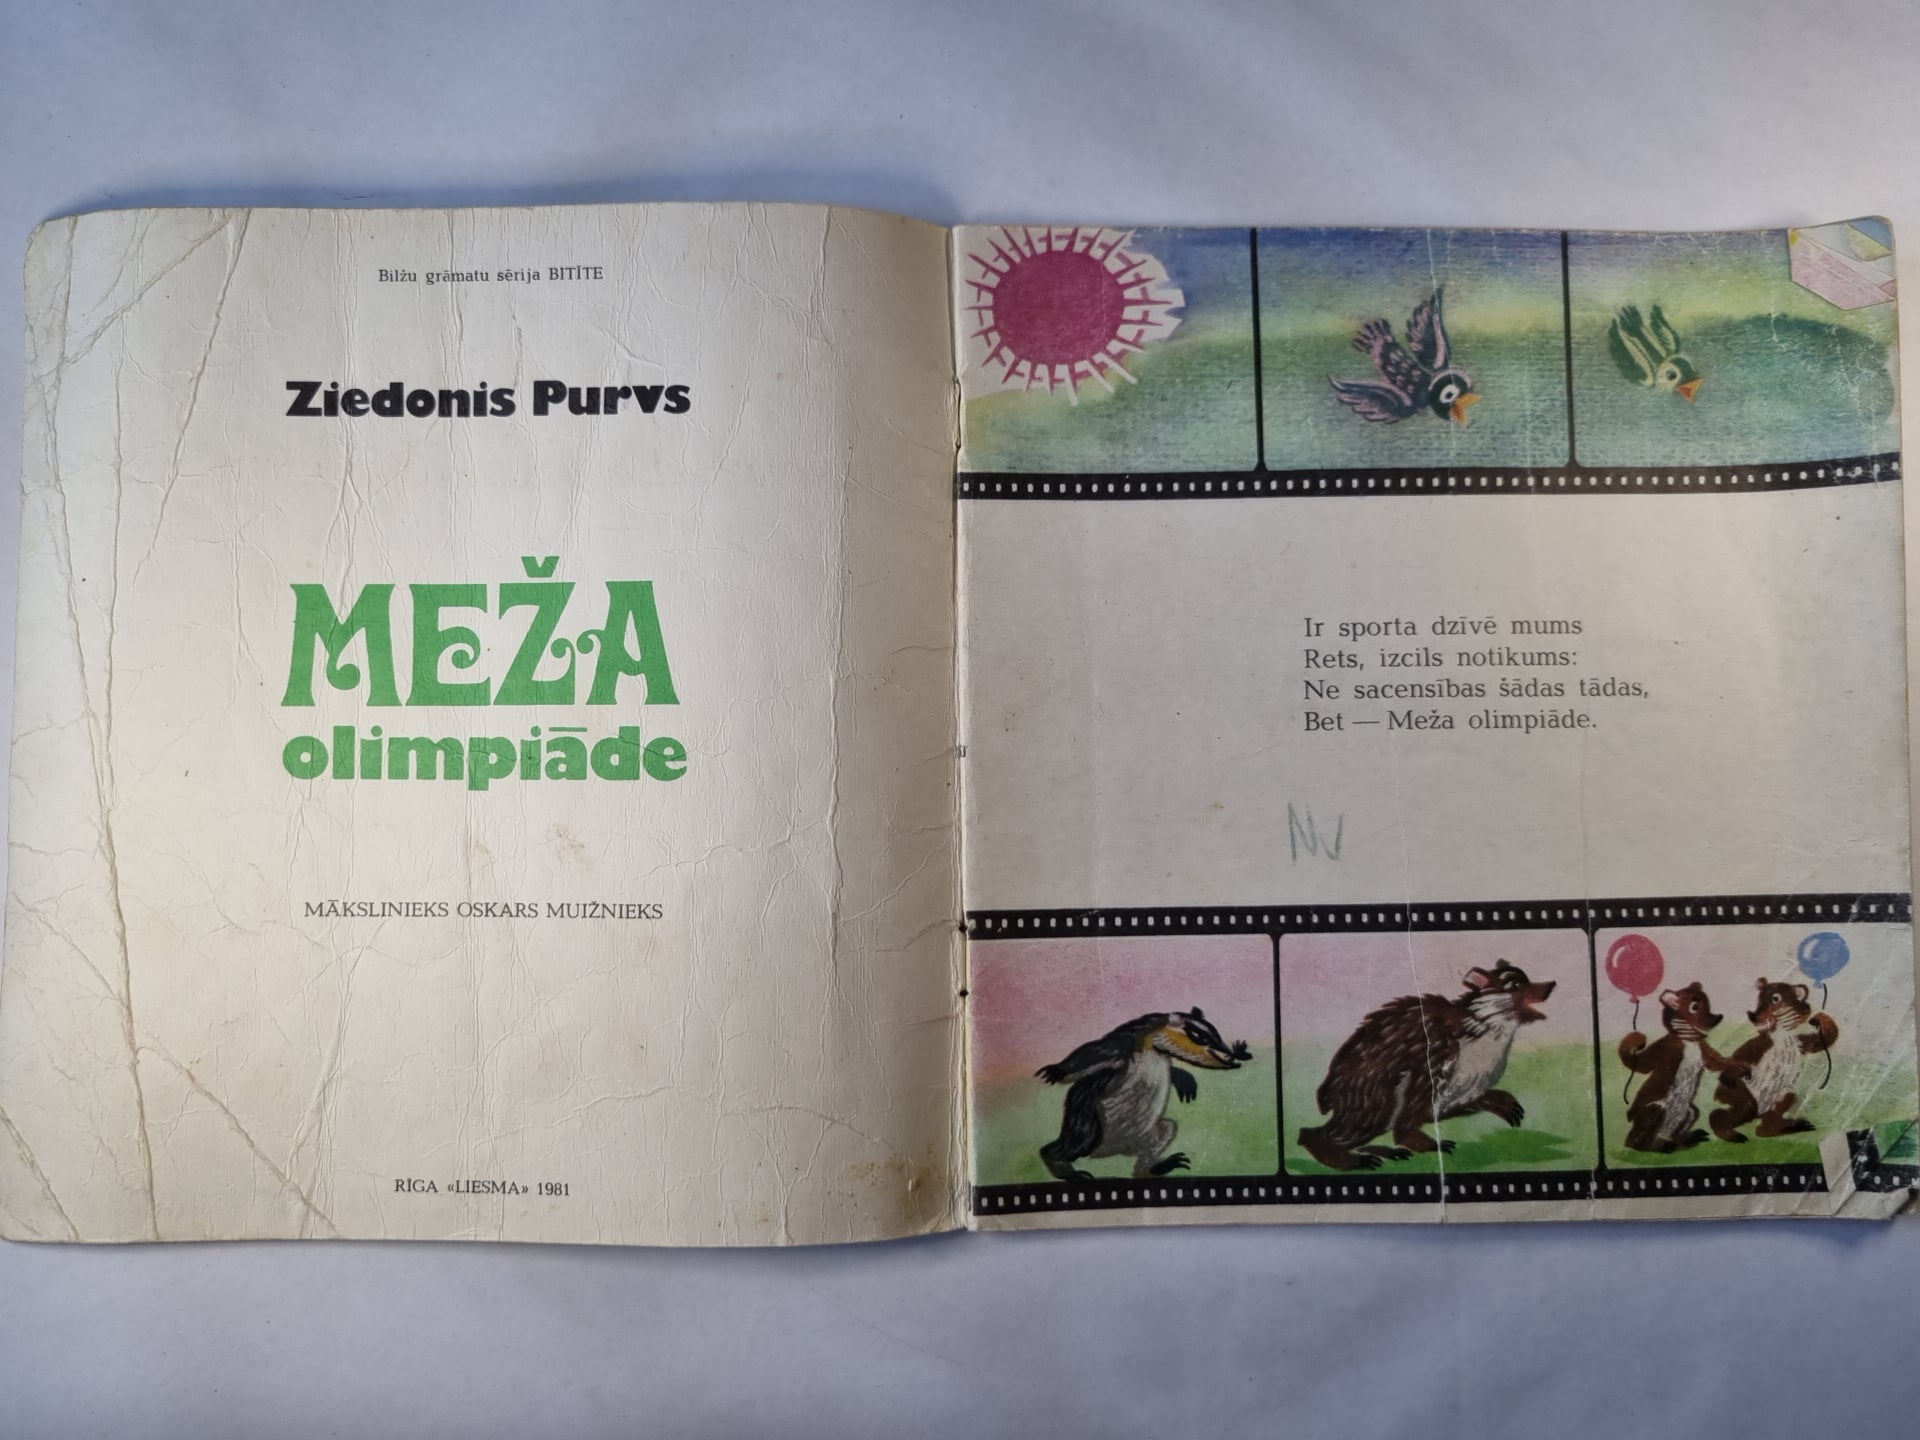 Bilžu grāmatu sērija BITĪTE
Ziedonis Purvs
MEŽA
olimpiāde
MĀKSLINIEKS OSKARS MUIŽNIEKS
RĪGA «LIESMA» 1981
Ir sporta dzīvē mums
Rets, izcils notikums:
Ne sacensības šādas tādas,
Bet — Meža olimpiāde.